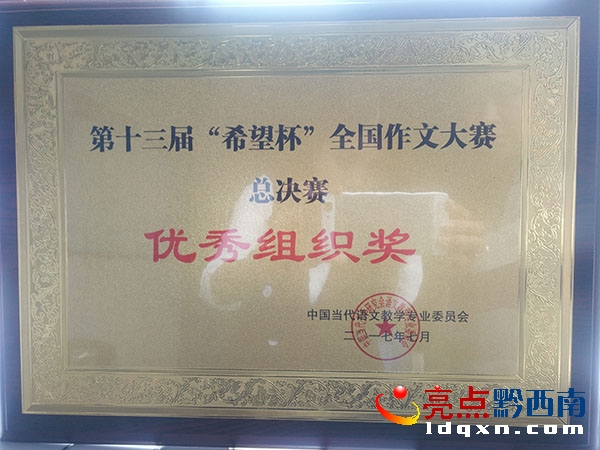 第十三届“希望杯”全国作文大赛
总决赛
优秀组织奖
中国当代语文教学专业委员会
二〇一七年七月
亮点黔西南
ldqxn.com